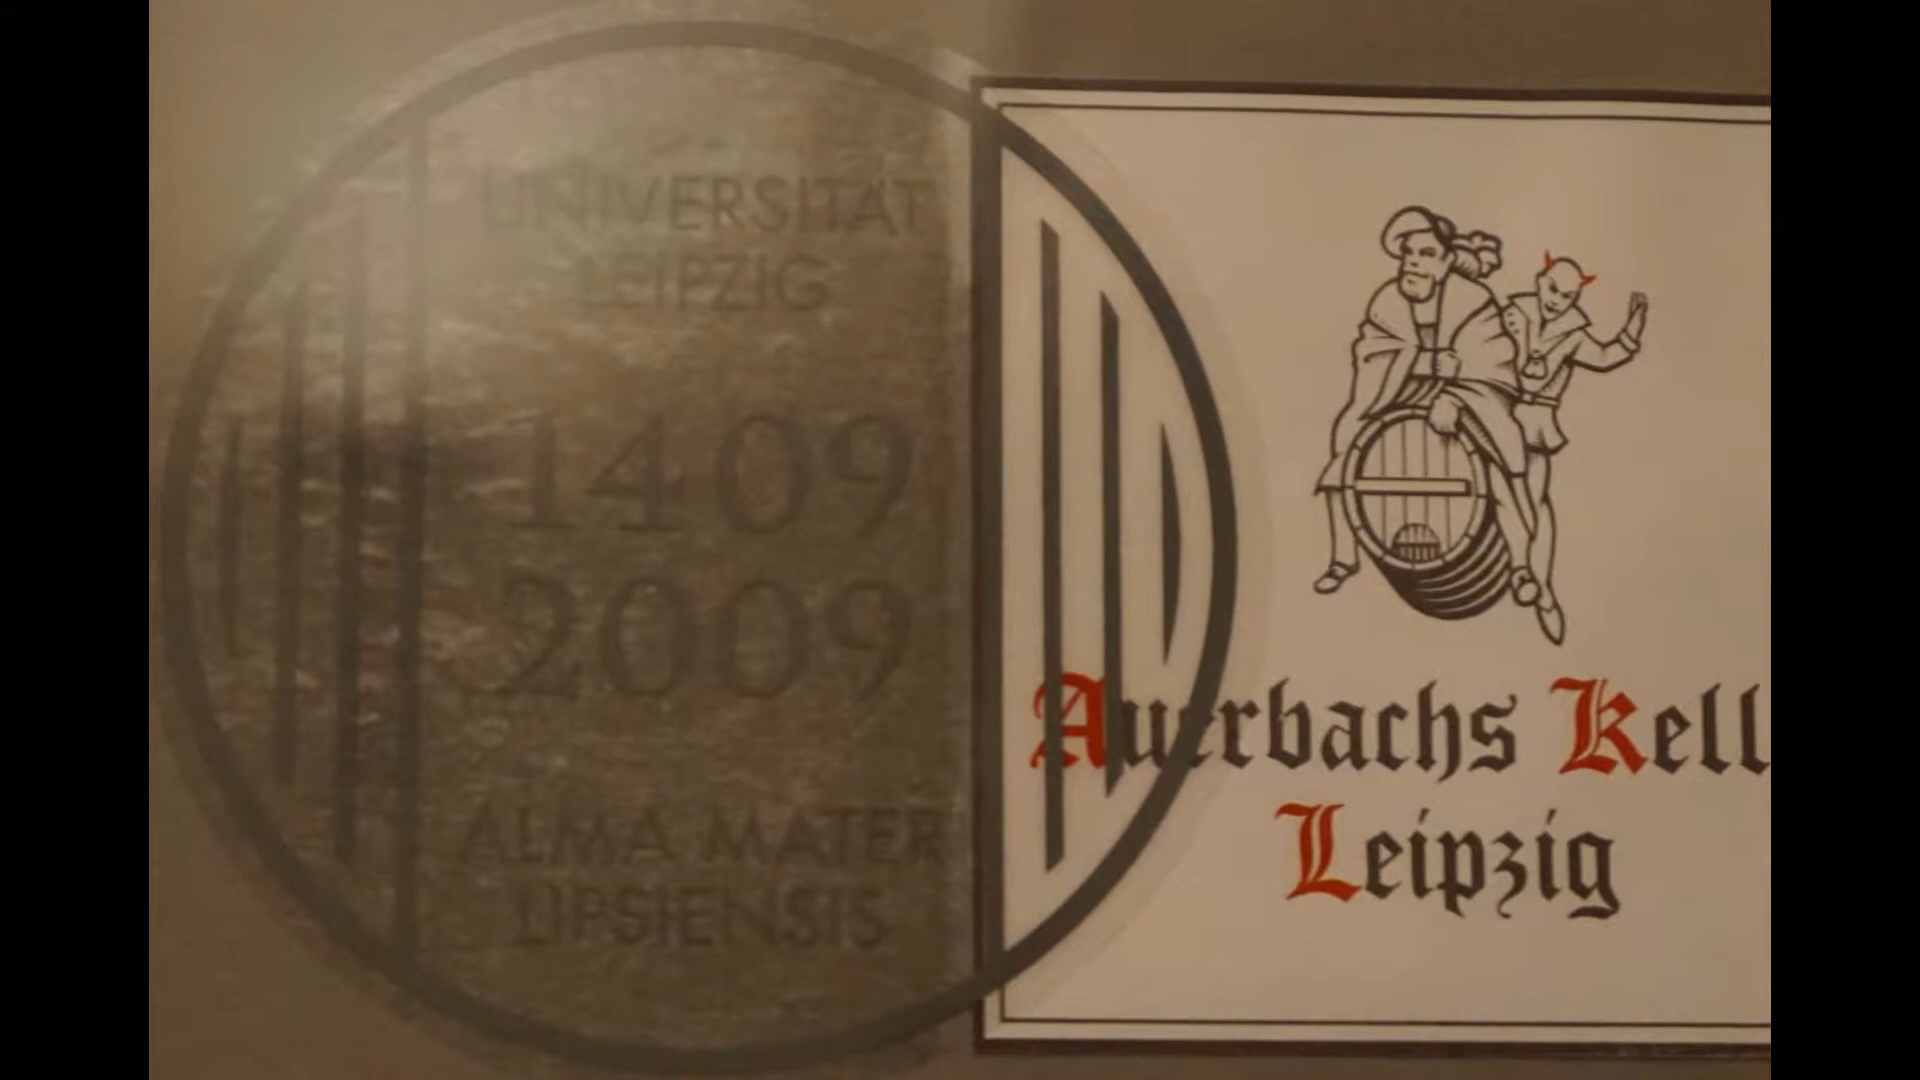 UNIVERSITÄT
LEIPZIG
1409
2009
ALMA MATER
LIPSIENSIS
Auerbachs Kell
Leipzig